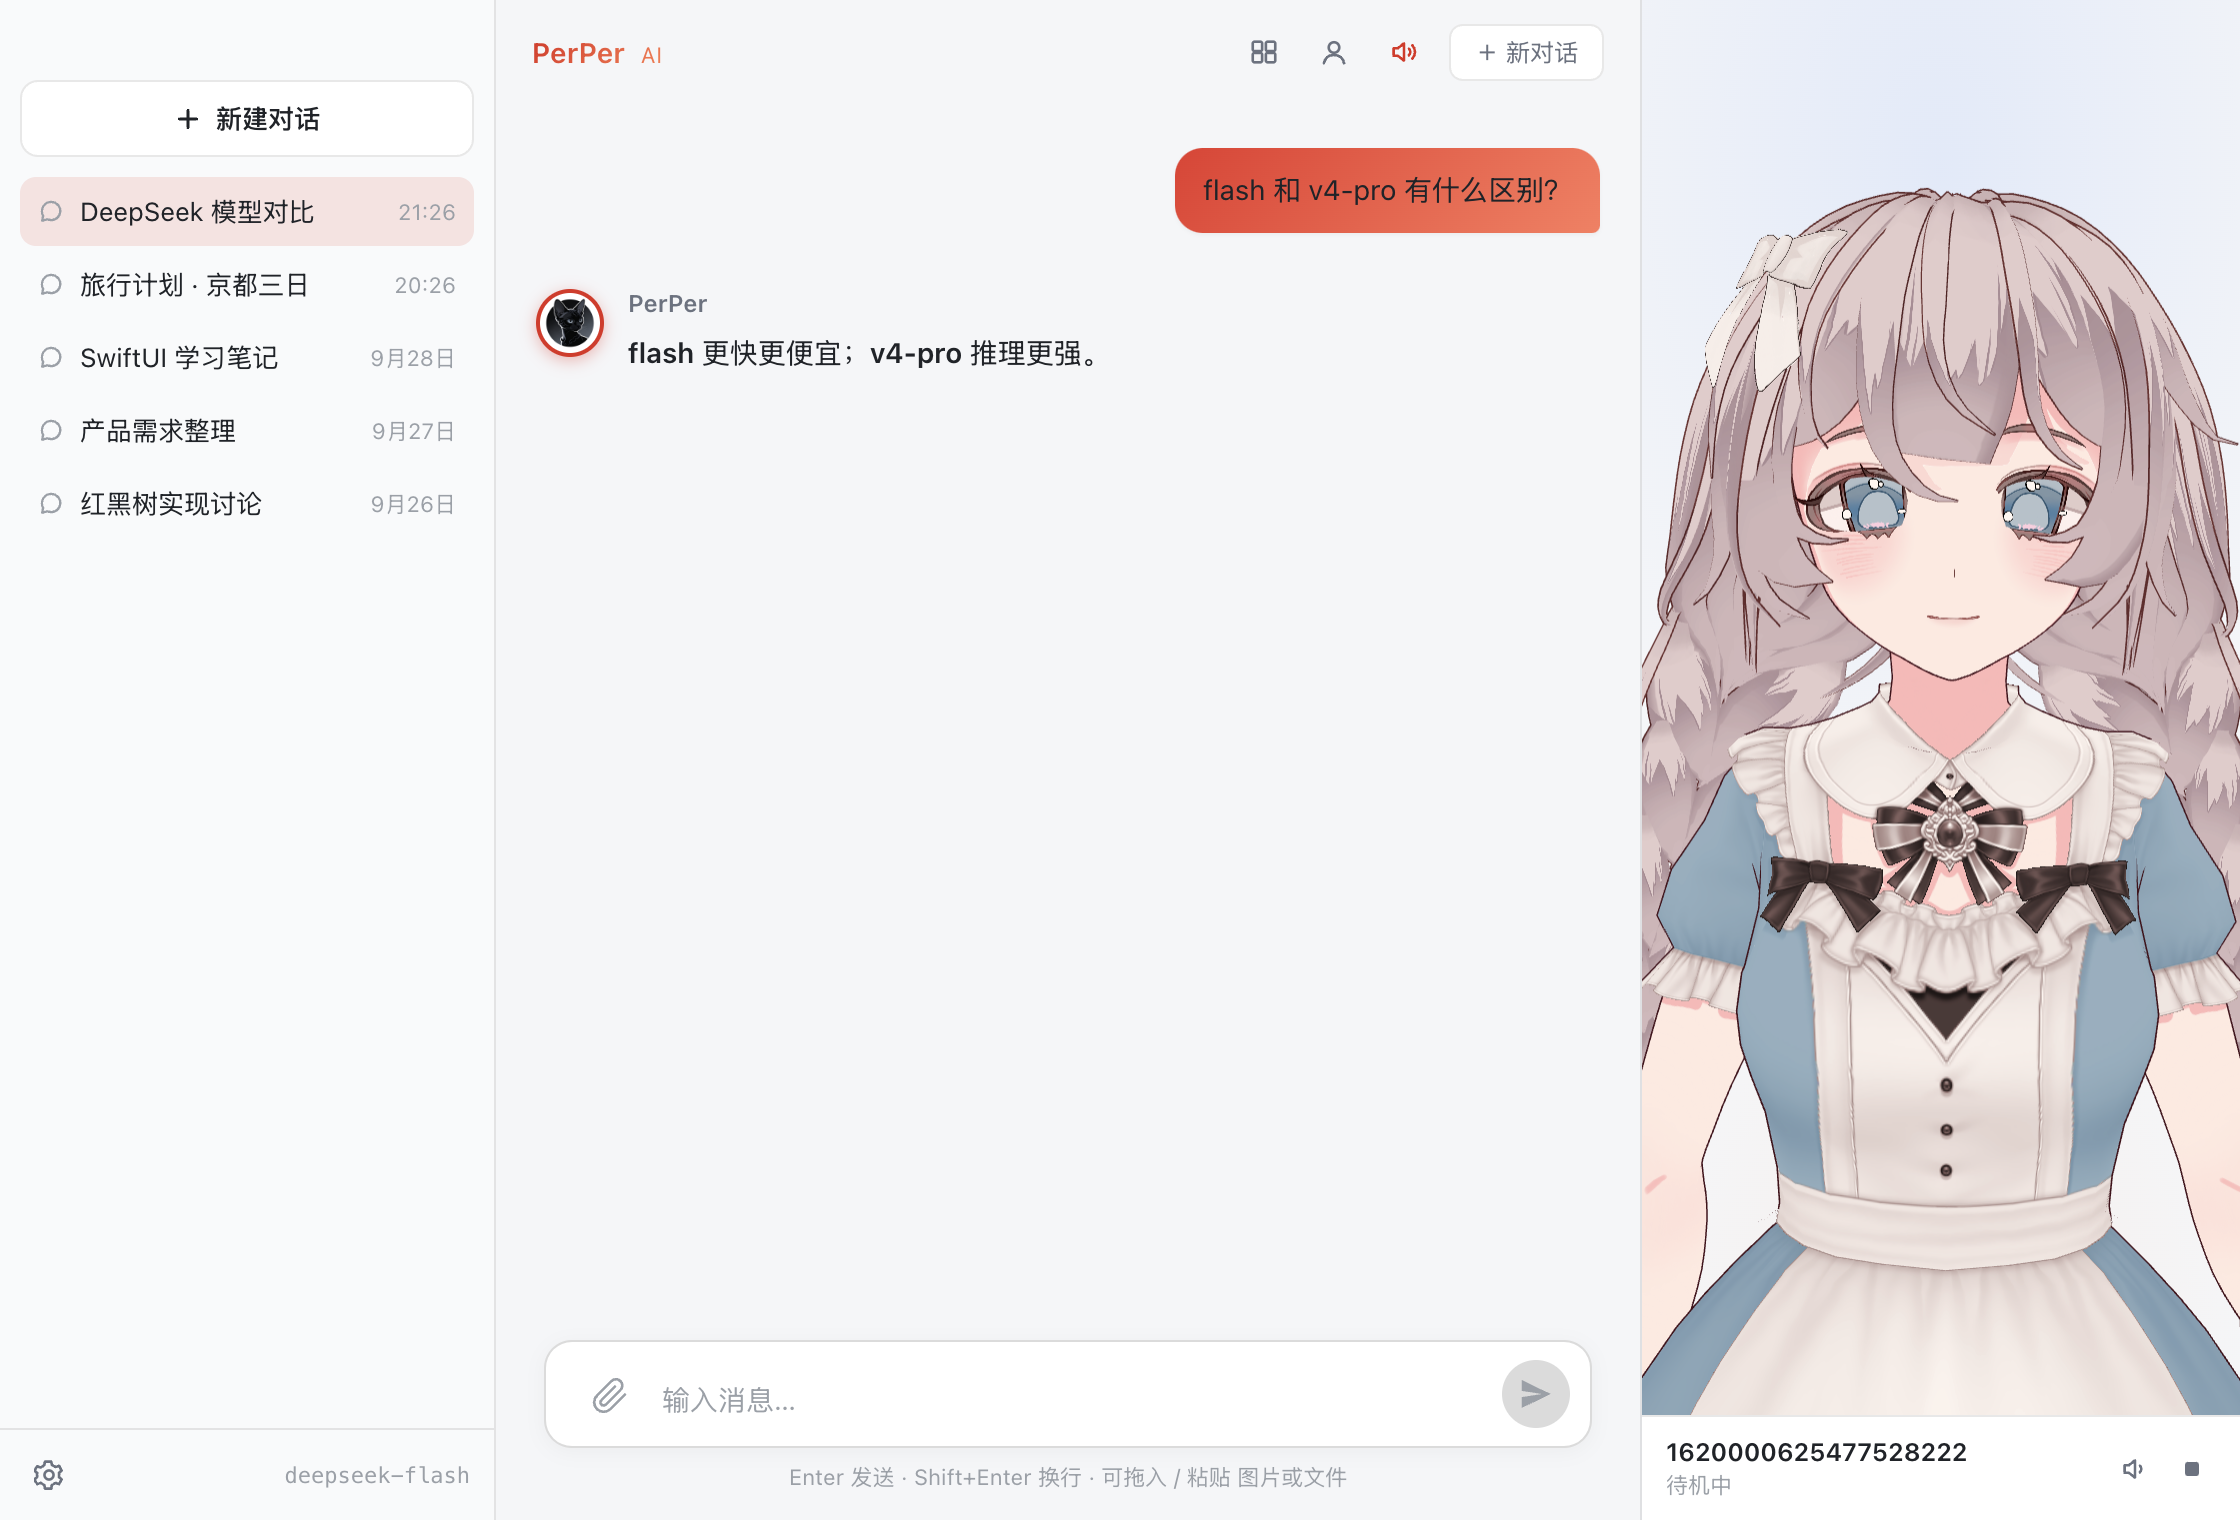 新建对话
DeepSeek 模型对比 21:26
旅行计划 · 京都三日 20:26
SwiftUI 学习笔记 9月28日
产品需求整理 9月27日
红黑树实现讨论 9月26日
deepseek-flash
PerPer AI
新对话
flash 和 v4-pro 有什么区别?
PerPer
flash 更快更便宜；v4-pro 推理更强。
输入消息...
Enter 发送 · Shift+Enter 换行 · 可拖入 / 粘贴 图片或文件
1620000625477528222
待机中